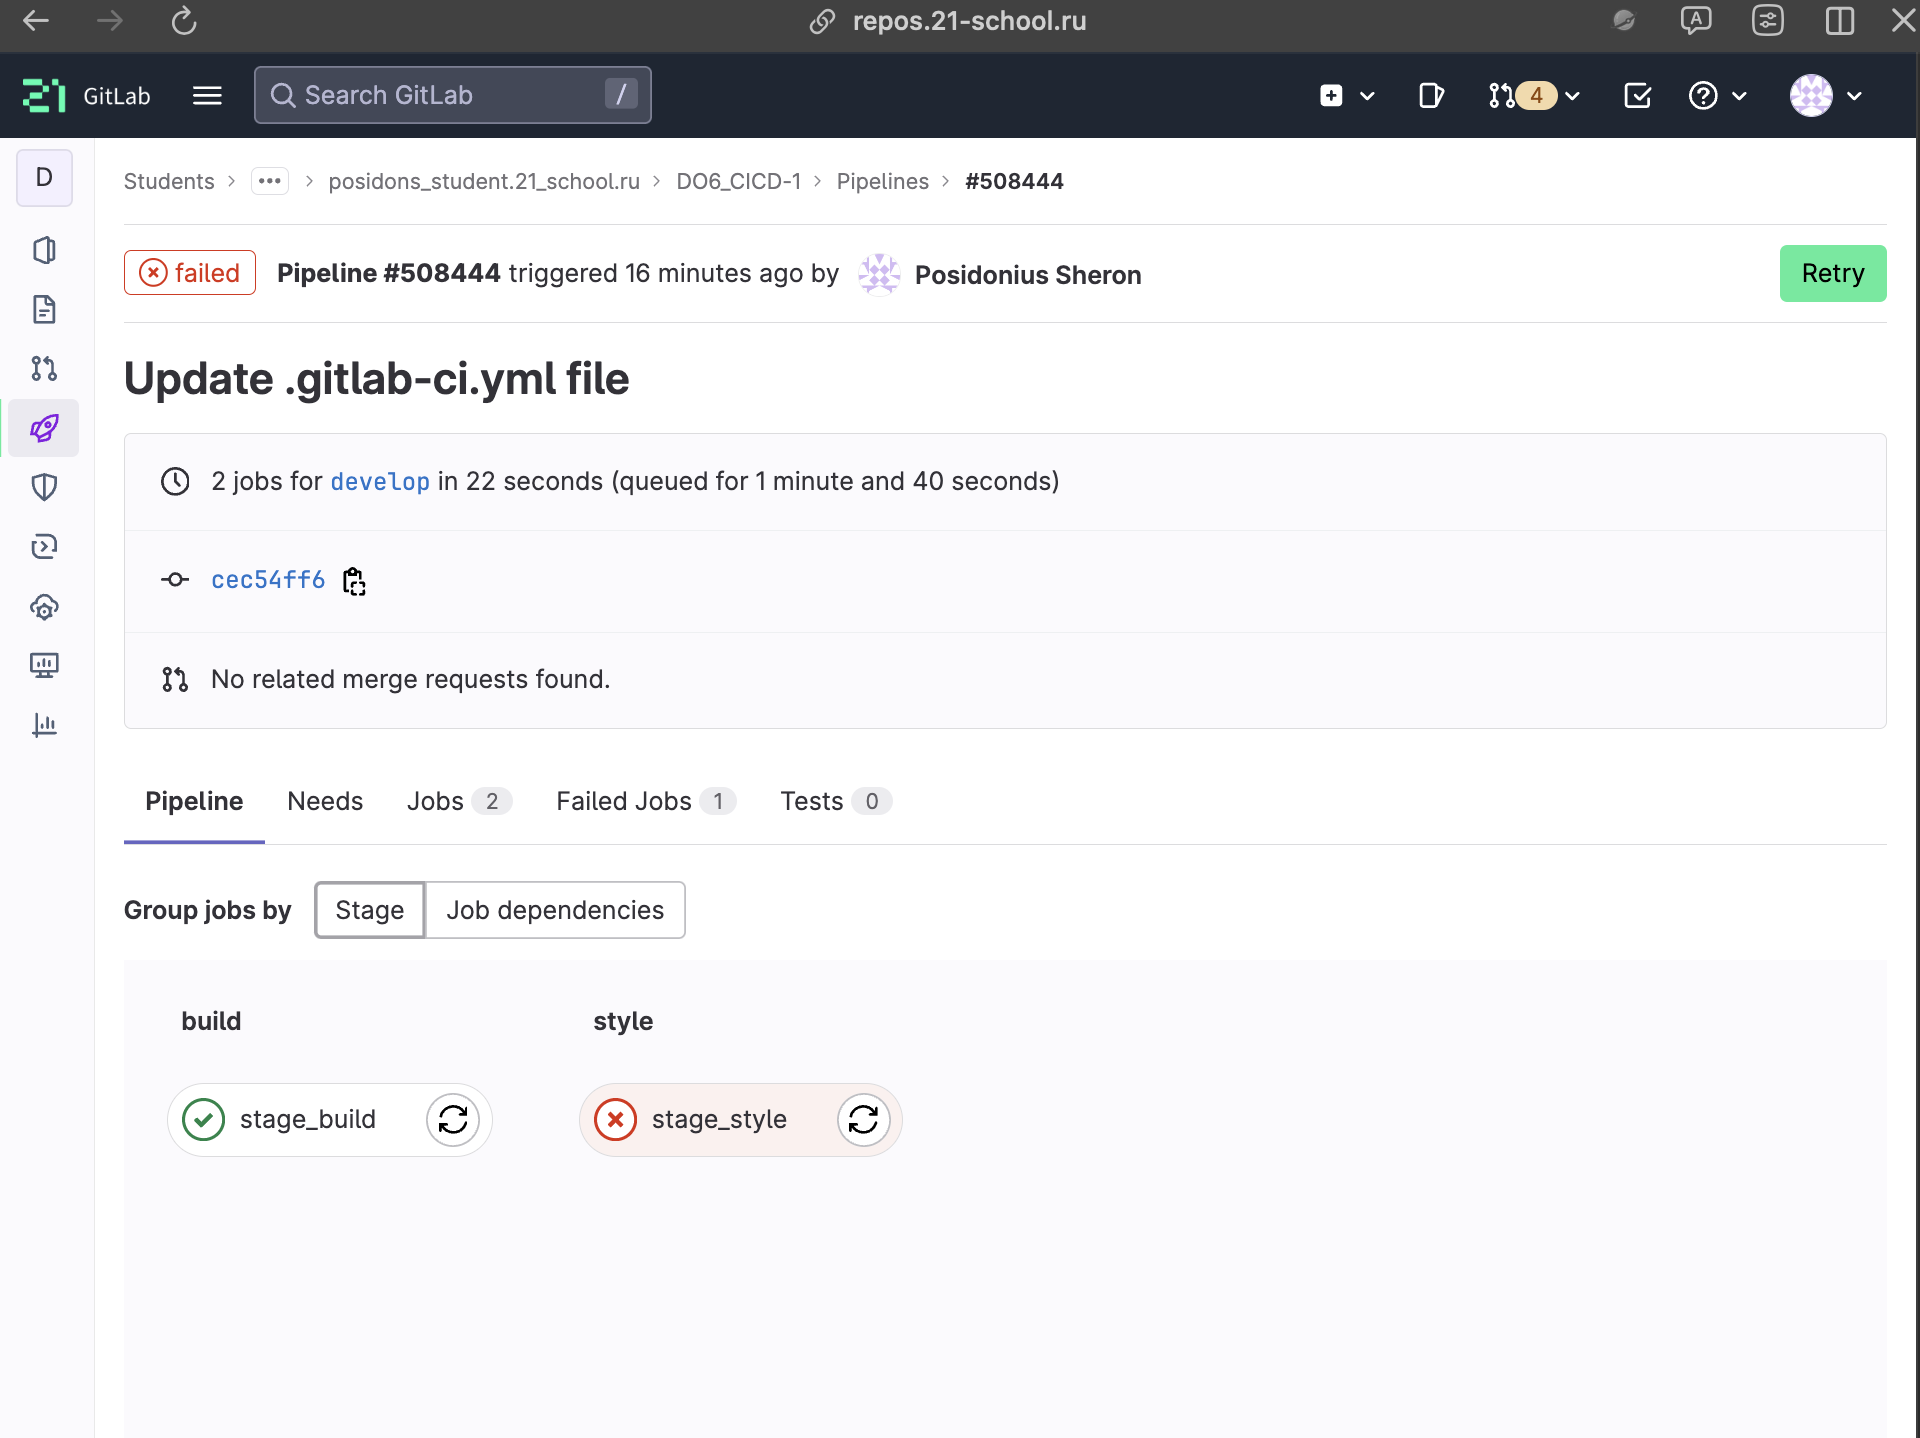 repos.21-school.ru
GitLab
Search GitLab /
4
D
Students > ... > posidons_student.21_school.ru > DO6_CICD-1 > Pipelines > #508444
failed Pipeline #508444 triggered 16 minutes ago by Posidonius Sheron Retry
Update .gitlab-ci.yml file
2 jobs for develop in 22 seconds (queued for 1 minute and 40 seconds)
cec54ff6
No related merge requests found.
Pipeline Needs Jobs 2 Failed Jobs 1 Tests 0
Group jobs by Stage Job dependencies
build style
stage_build stage_style